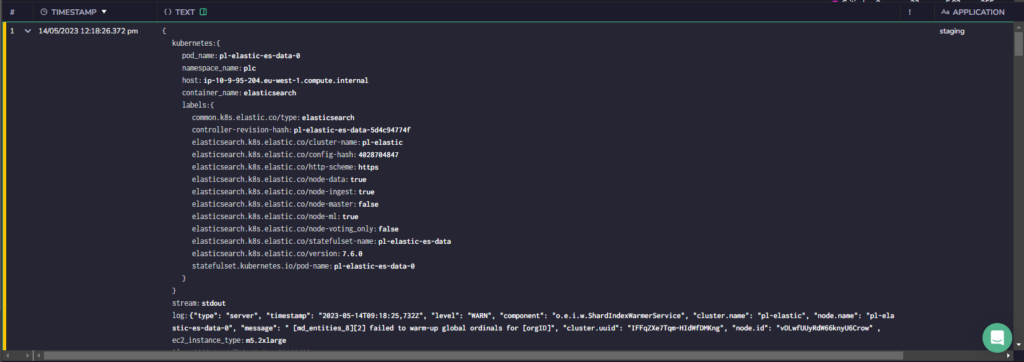 # TIMESTAMP {} TEXT ! Aa APPLICATION
1 14/05/2023 12:18:26.372 pm { staging
kubernetes:{
pod_name: pl-elastic-es-data-0
namespace_name: plc
host: ip-10-9-95-204.eu-west-1.compute.internal
container_name: elasticsearch
labels:{
common.k8s.elastic.co/type: elasticsearch
controller-revision-hash: pl-elastic-es-data-5d4c94774f
elasticsearch.k8s.elastic.co/cluster-name: pl-elastic
elasticsearch.k8s.elastic.co/config-hash: 4028704847
elasticsearch.k8s.elastic.co/http-scheme: https
elasticsearch.k8s.elastic.co/node-data: true
elasticsearch.k8s.elastic.co/node-ingest: true
elasticsearch.k8s.elastic.co/node-master: false
elasticsearch.k8s.elastic.co/node-ml: true
elasticsearch.k8s.elastic.co/node-voting_only: false
elasticsearch.k8s.elastic.co/statefulset-name: pl-elastic-es-data
elasticsearch.k8s.elastic.co/version: 7.6.0
statefulset.kubernetes.io/pod-name: pl-elastic-es-data-0
}
}
stream: stdout
log: {"type": "server", "timestamp": "2023-05-14T09:18:25,732Z", "level": "WARN", "component": "o.e.i.w.ShardIndexWarmerService", "cluster.name": "pl-elastic", "node.name": "pl-ela
stic-es-data-0", "message": " [md_entities_8][2] failed to warm-up global ordinals for [orgID]", "cluster.uuid": "IFFqZXe7Tqm-HIdWfDMKng", "node.id": "vDLwfUUyRdW66knyU6Crow" ,
ec2_instance_type: m5.2xlarge